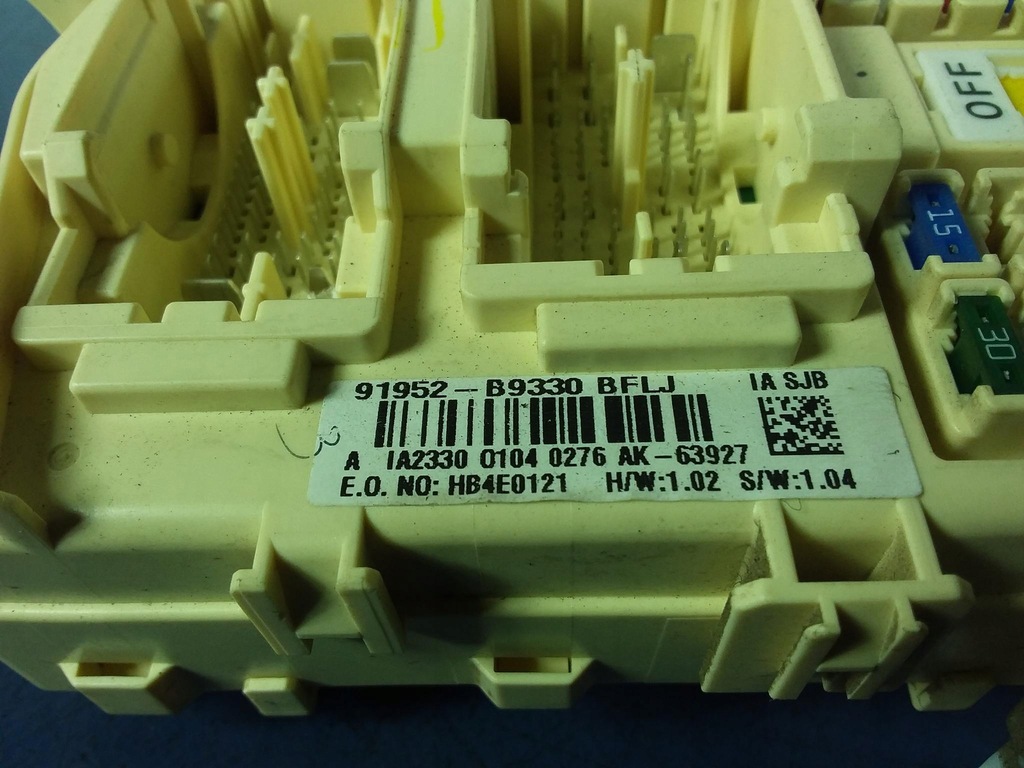 OFF
15
30
91952-B9330 BFLJ IA SJB
A IA2330 0104 0276 AK-63927
E.O. NO: HB4E0121 H/W:1.02 S/W:1.04